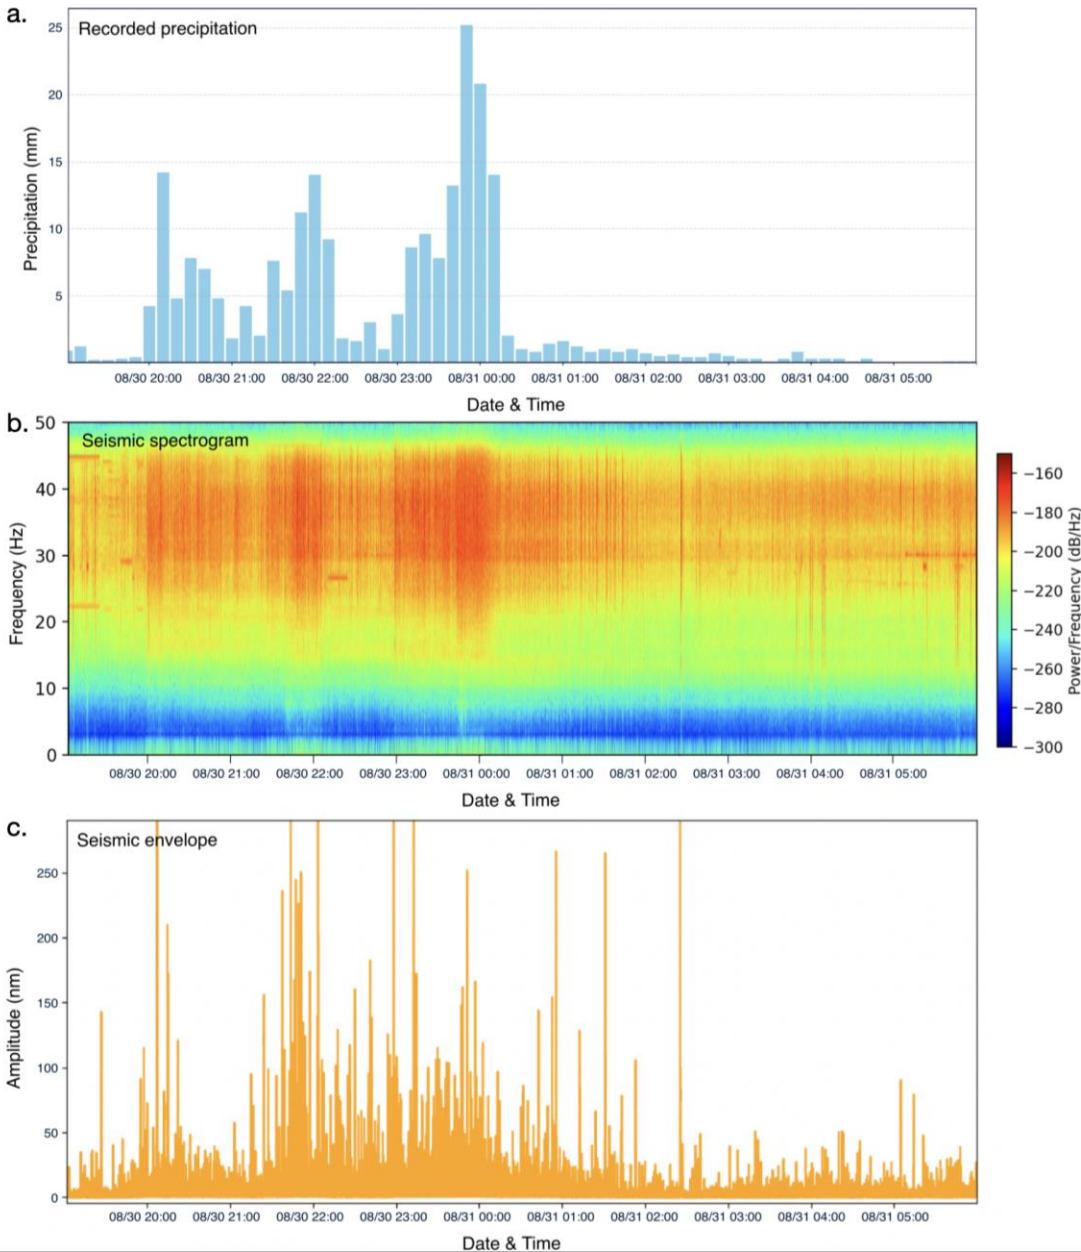 a.
Recorded precipitation
25
20
15
10
5
Precipitation (mm)
08/30 20:00 08/30 21:00 08/30 22:00 08/30 23:00 08/31 00:00 08/31 01:00 08/31 02:00 08/31 03:00 08/31 04:00 08/31 05:00
Date & Time
b.
Seismic spectrogram
50
40
30
20
10
0
Frequency (Hz)
−160
−180
−200
−220
−240
−260
−280
−300
Power/Frequency (dB/Hz)
08/30 20:00 08/30 21:00 08/30 22:00 08/30 23:00 08/31 00:00 08/31 01:00 08/31 02:00 08/31 03:00 08/31 04:00 08/31 05:00
Date & Time
c.
Seismic envelope
250
200
150
100
50
0
Amplitude (nm)
08/30 20:00 08/30 21:00 08/30 22:00 08/30 23:00 08/31 00:00 08/31 01:00 08/31 02:00 08/31 03:00 08/31 04:00 08/31 05:00
Date & Time